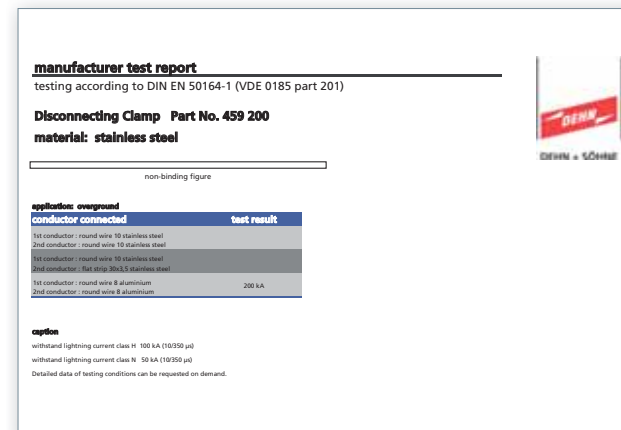 manufacturer test report
testing according to DIN EN 50164-1 (VDE 0185 part 201)
DEHN
DEHN + SÖHNE
Disconnecting Clamp Part No. 459 200
material: stainless steel
non-binding figure
application: overground
conductor connected test result
1st conductor : round wire 10 stainless steel
2nd conductor : round wire 10 stainless steel
1st conductor : round wire 10 stainless steel
2nd conductor : flat strip 30x3,5 stainless steel
1st conductor : round wire 8 aluminium
200 kA
2nd conductor : round wire 8 aluminium
caption
withstand lightning current class H 100 kA (10/350 µs)
withstand lightning current class N 50 kA (10/350 µs)
Detailed data of testing conditions can be requested on demand.